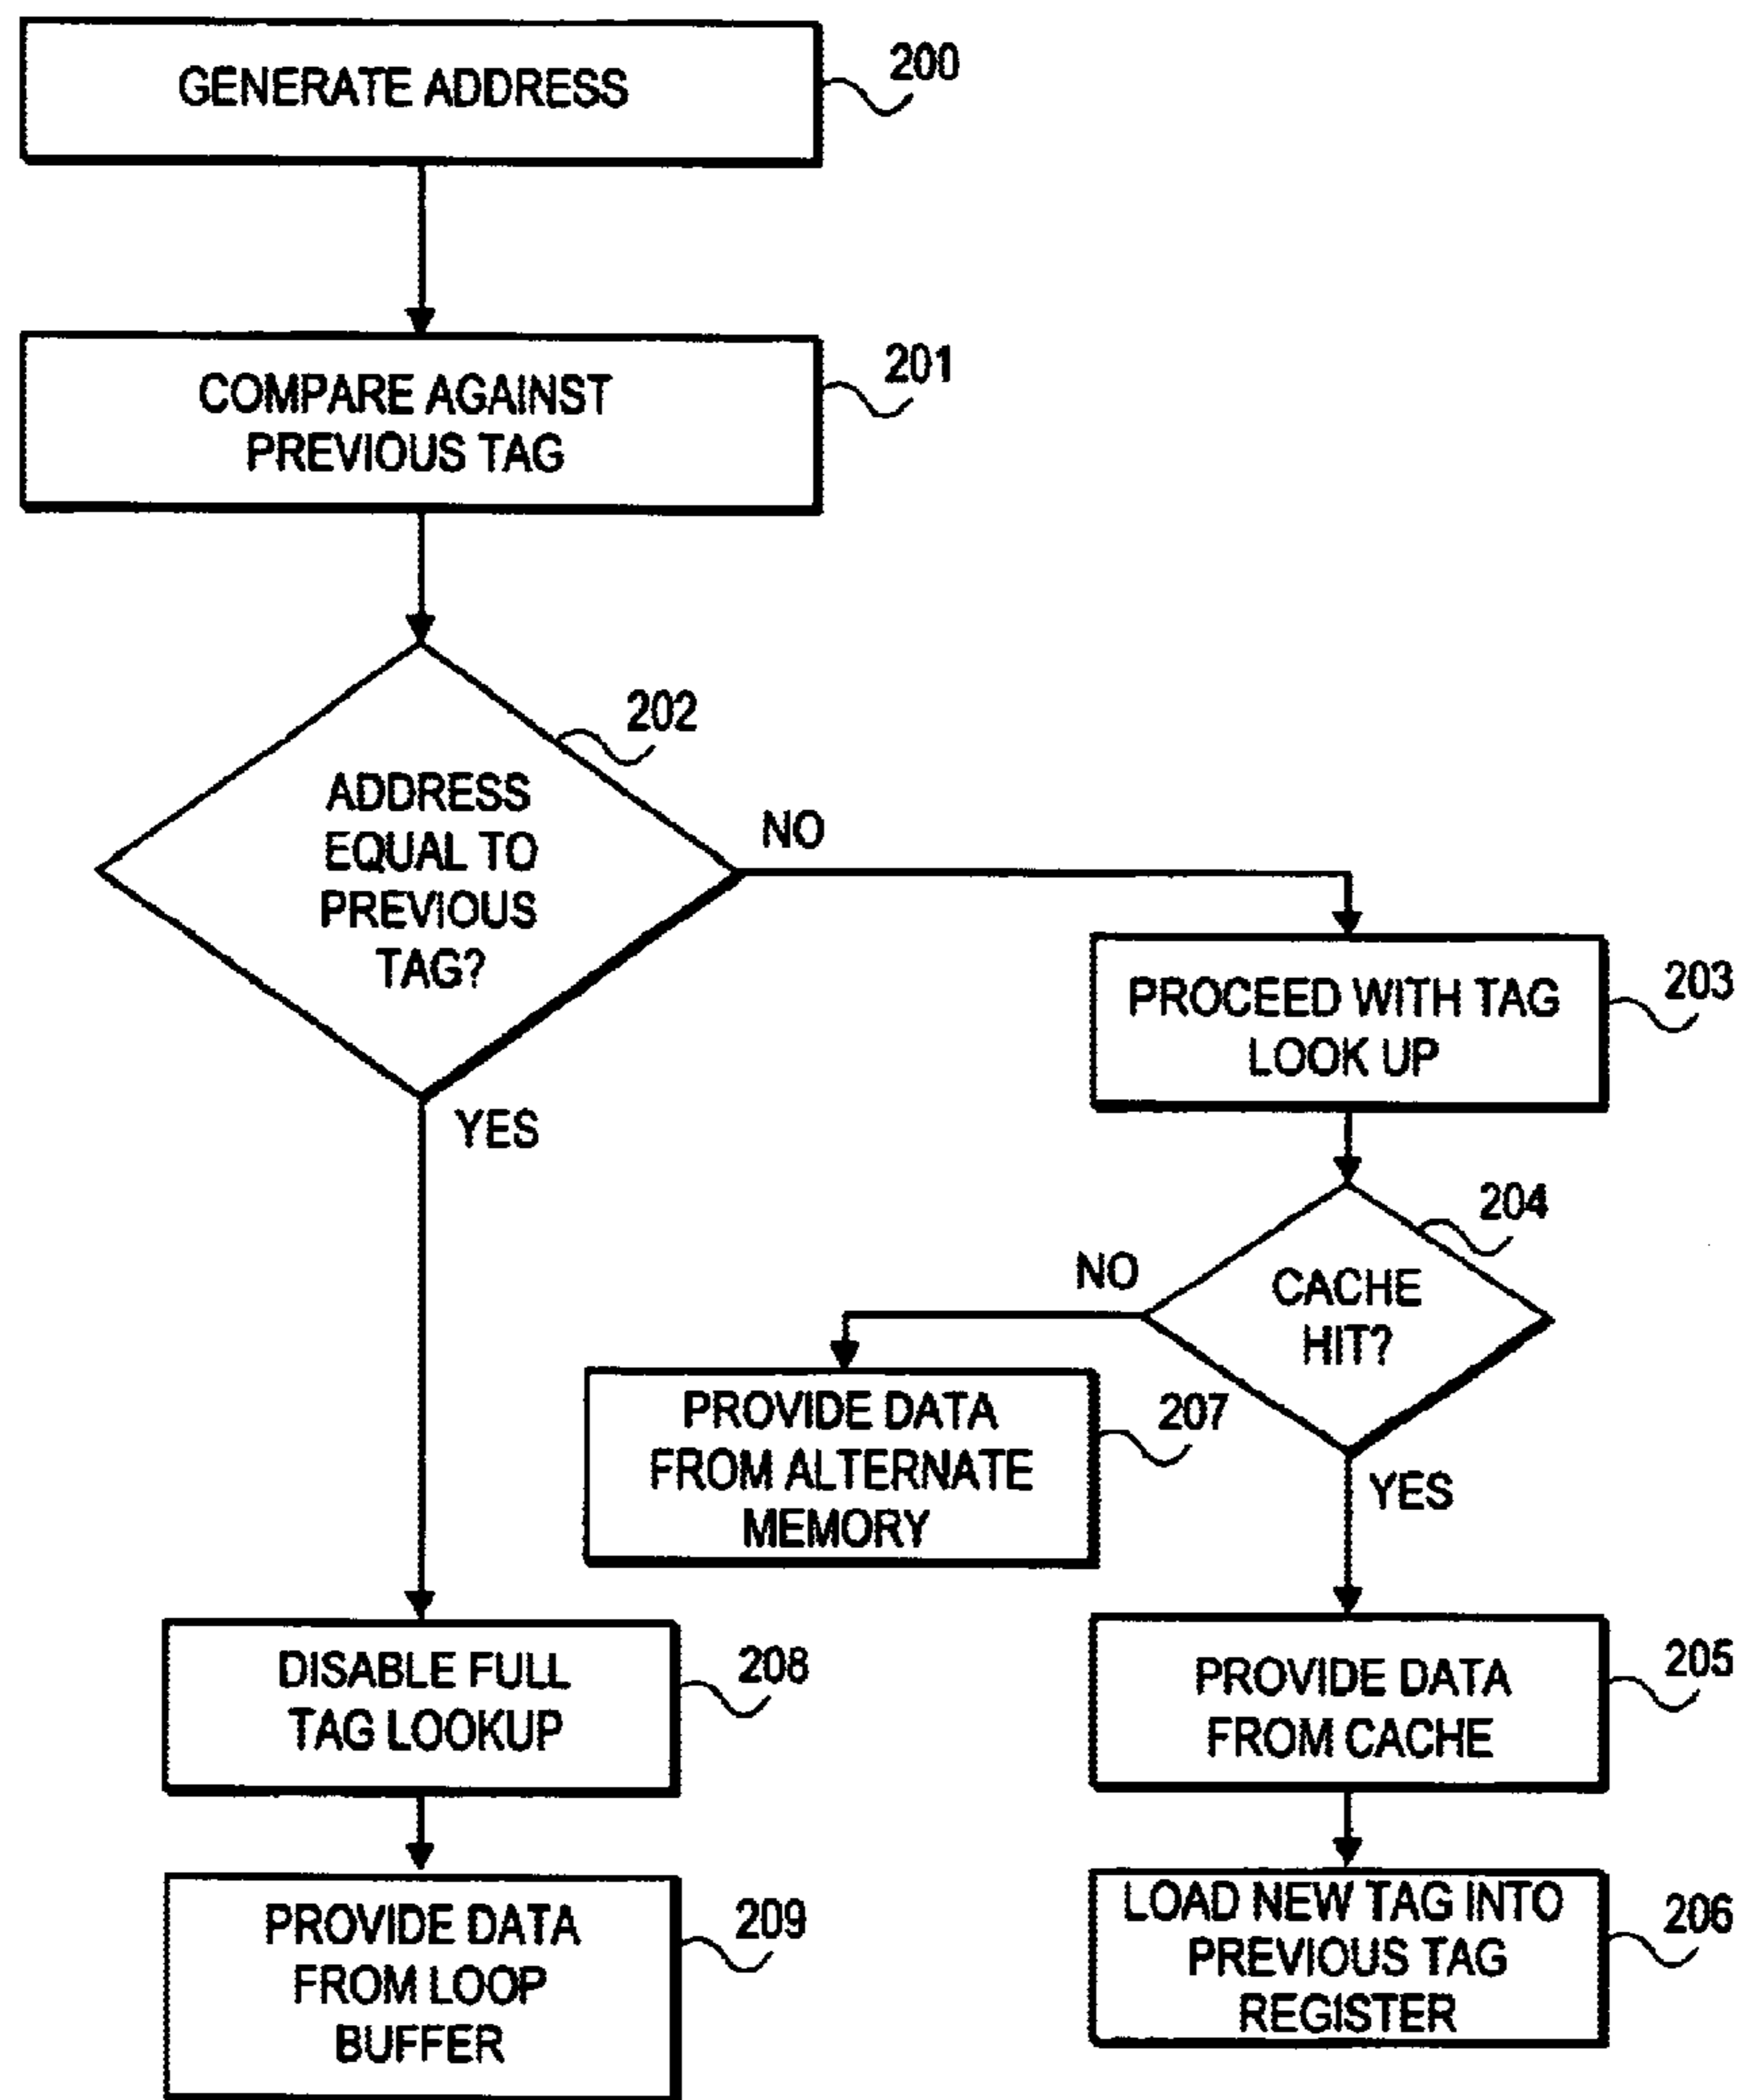 GENERATE ADDRESS
200
COMPARE AGAINST
PREVIOUS TAG
201
202
ADDRESS
EQUAL TO
PREVIOUS
TAG?
NO
YES
PROCEED WITH TAG
LOOK UP
203
204
CACHE
HIT?
NO
YES
PROVIDE DATA
FROM ALTERNATE
MEMORY
207
DISABLE FULL
TAG LOOKUP
208
PROVIDE DATA
FROM CACHE
205
PROVIDE DATA
FROM LOOP
BUFFER
209
LOAD NEW TAG INTO
PREVIOUS TAG
REGISTER
206